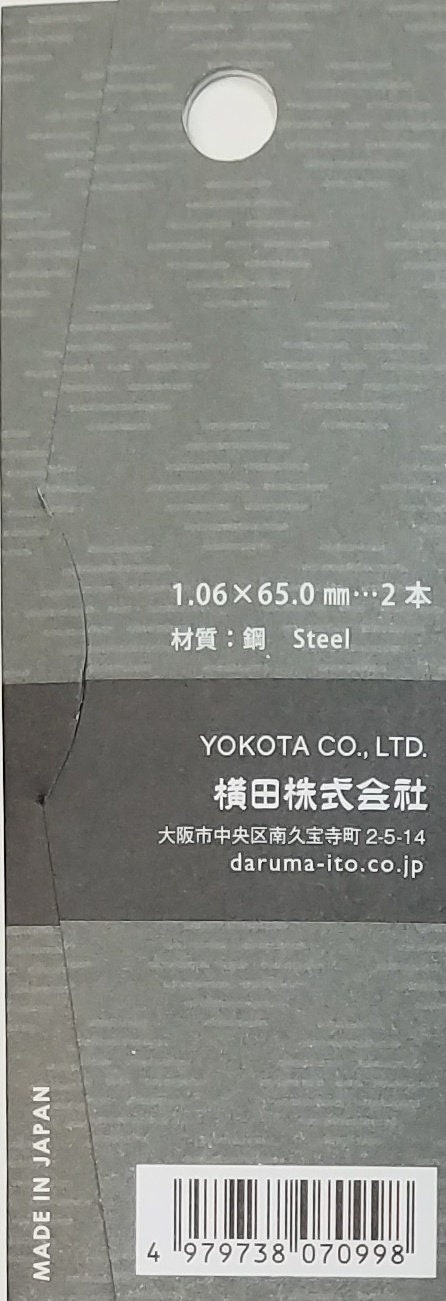 1.06×65.0 ㎜…2 本
材質：鋼　Steel
YOKOTA CO., LTD.
横田株式会社
大阪市中央区南久宝寺町 2-5-14
daruma-ito.co.jp
MADE IN JAPAN
4 979738 070998